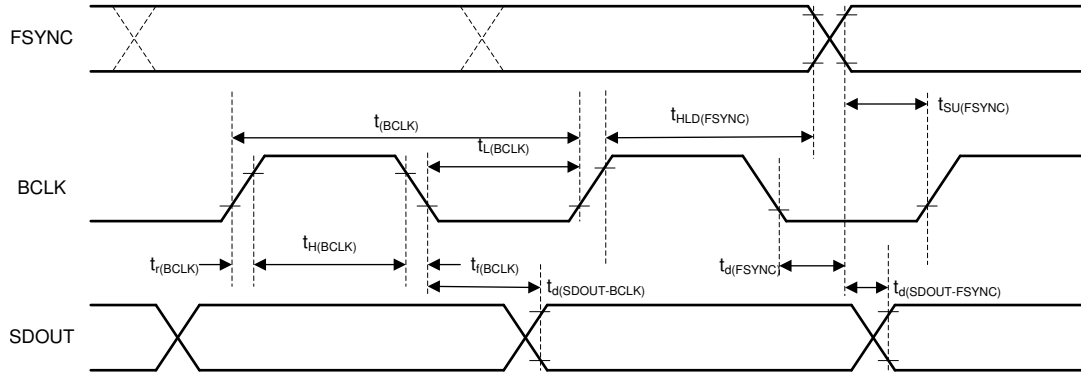 FSYNC
t(BCLK)
tHLD(FSYNC)
tSU(FSYNC)
tL(BCLK)
BCLK
tH(BCLK)
tr(BCLK)
tf(BCLK)
td(FSYNC)
td(SDOUT-BCLK)
td(SDOUT-FSYNC)
SDOUT